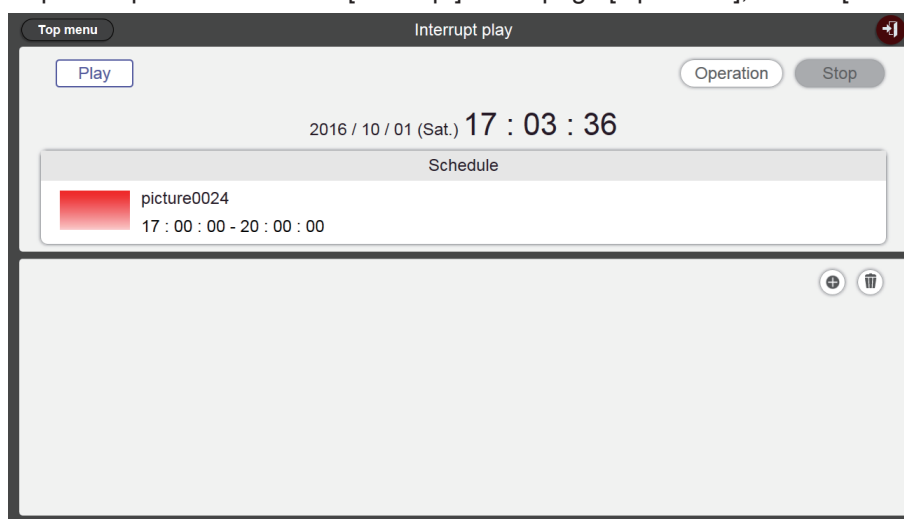 Top menu
Interrupt play
Play
Operation
Stop
2016 / 10 / 01 (Sat.) 17 : 03 : 36
Schedule
picture0024
17 : 00 : 00 - 20 : 00 : 00